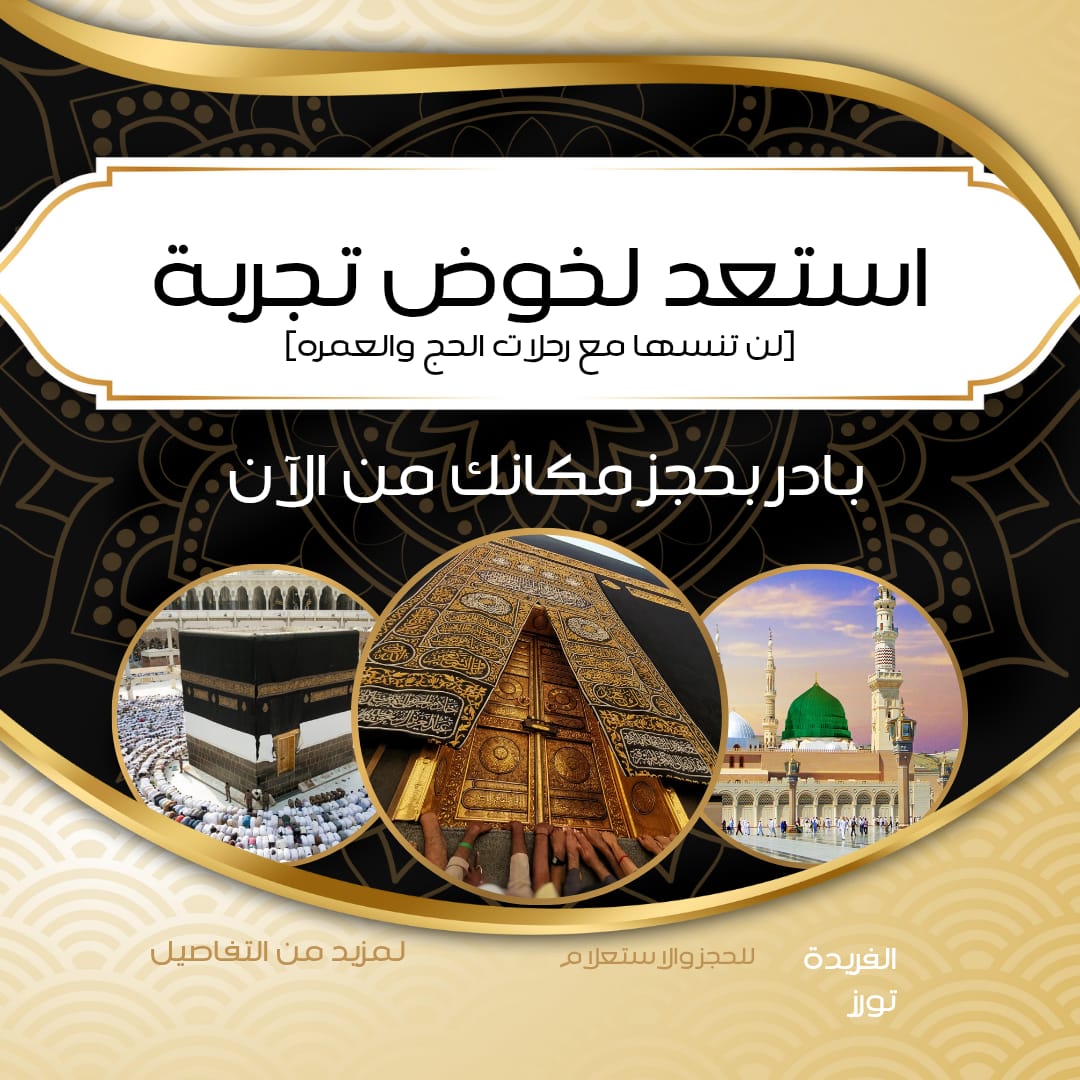 استعد لخوض تجربة
[لن تنسها مع رحلات الحج والعمره]
بادر بحجز مكانك من الآن
الفريدة
تورز
للحجز والاستعلام
لمزيد من التفاصيل